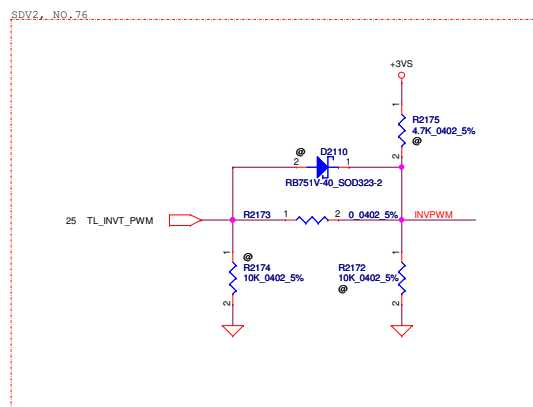 SDV2, NO.76
+3VS
1
R2175
4.7K_0402_5%
@
2
@
D2110
2
1
RB751V-40_SOD323-2
25 TL_INVT_PWM
R2173
1
2
0_0402_5%
INVPWM
1
@
R2174
10K_0402_5%
2
1
R2172
10K_0402_5%
@
2